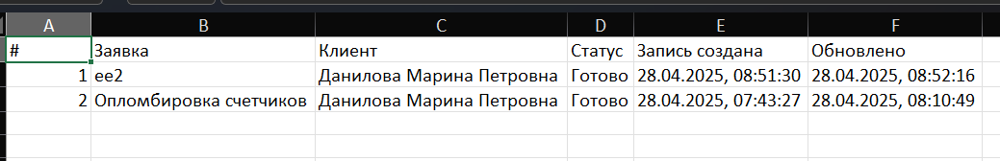 A B C D E F
# Заявка Клиент Статус Запись создана Обновлено
1 ее2 Данилова Марина Петровна Готово 28.04.2025, 08:51:30 28.04.2025, 08:52:16
2 Опломбировка счетчиков Данилова Марина Петровна Готово 28.04.2025, 07:43:27 28.04.2025, 08:10:49